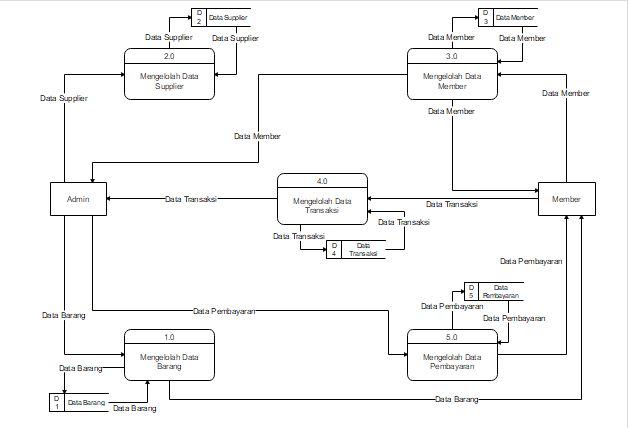 D
2
Data Supplier
D
3
Data Member
Data Supplier
Data Supplier
Data Member
Data Member
2.0
Mengelolah Data
Supplier
3.0
Mengelolah Data
Member
Data Supplier
Data Member
Data Member
Data Member
4.0
Mengelolah Data
Transaksi
Admin
Data Transaksi
Data Transaksi
Member
Data Transaksi
Data Transaksi
D
4
Data
Transaksi
Data Pembayaran
D
5
Data
Pembayaran
Data Pembayaran
Data Pembayaran
Data Pembayaran
Data Barang
1.0
Mengelolah Data
Barang
5.0
Mengelolah Data
Pembayaran
Data Barang
D
1
Data Barang
Data Barang
Data Barang